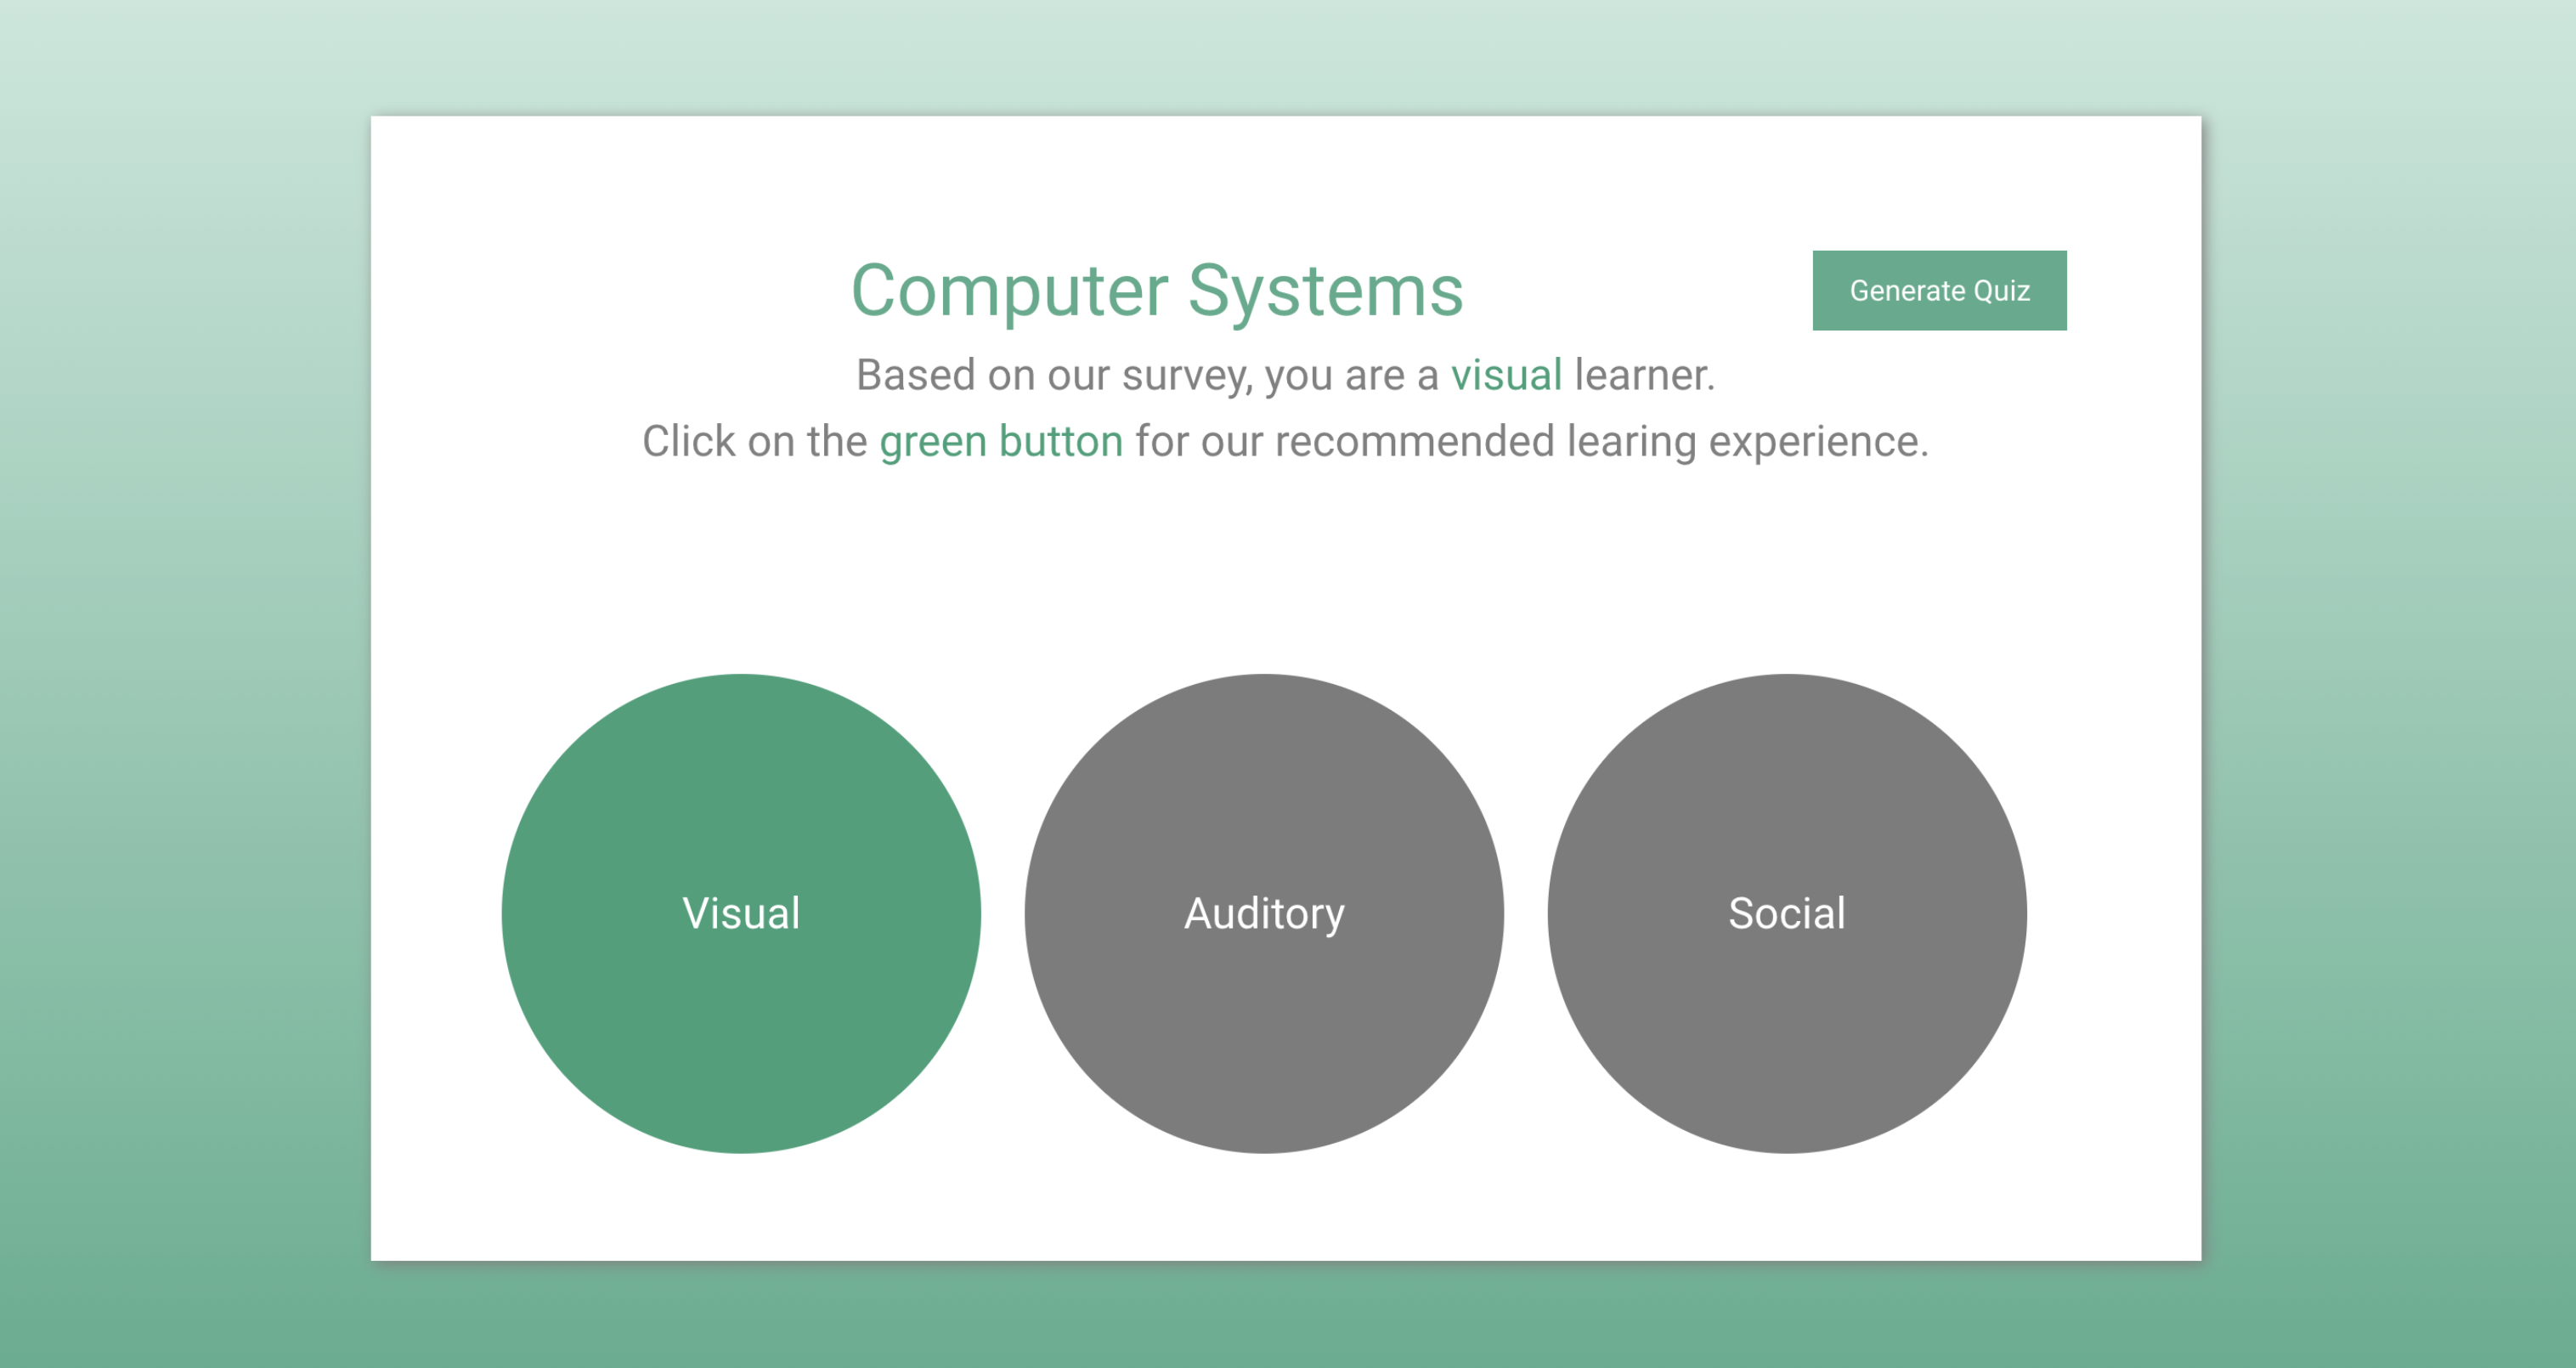 Computer Systems
Generate Quiz
Based on our survey, you are a visual learner.
Click on the green button for our recommended learing experience.
Visual
Auditory
Social